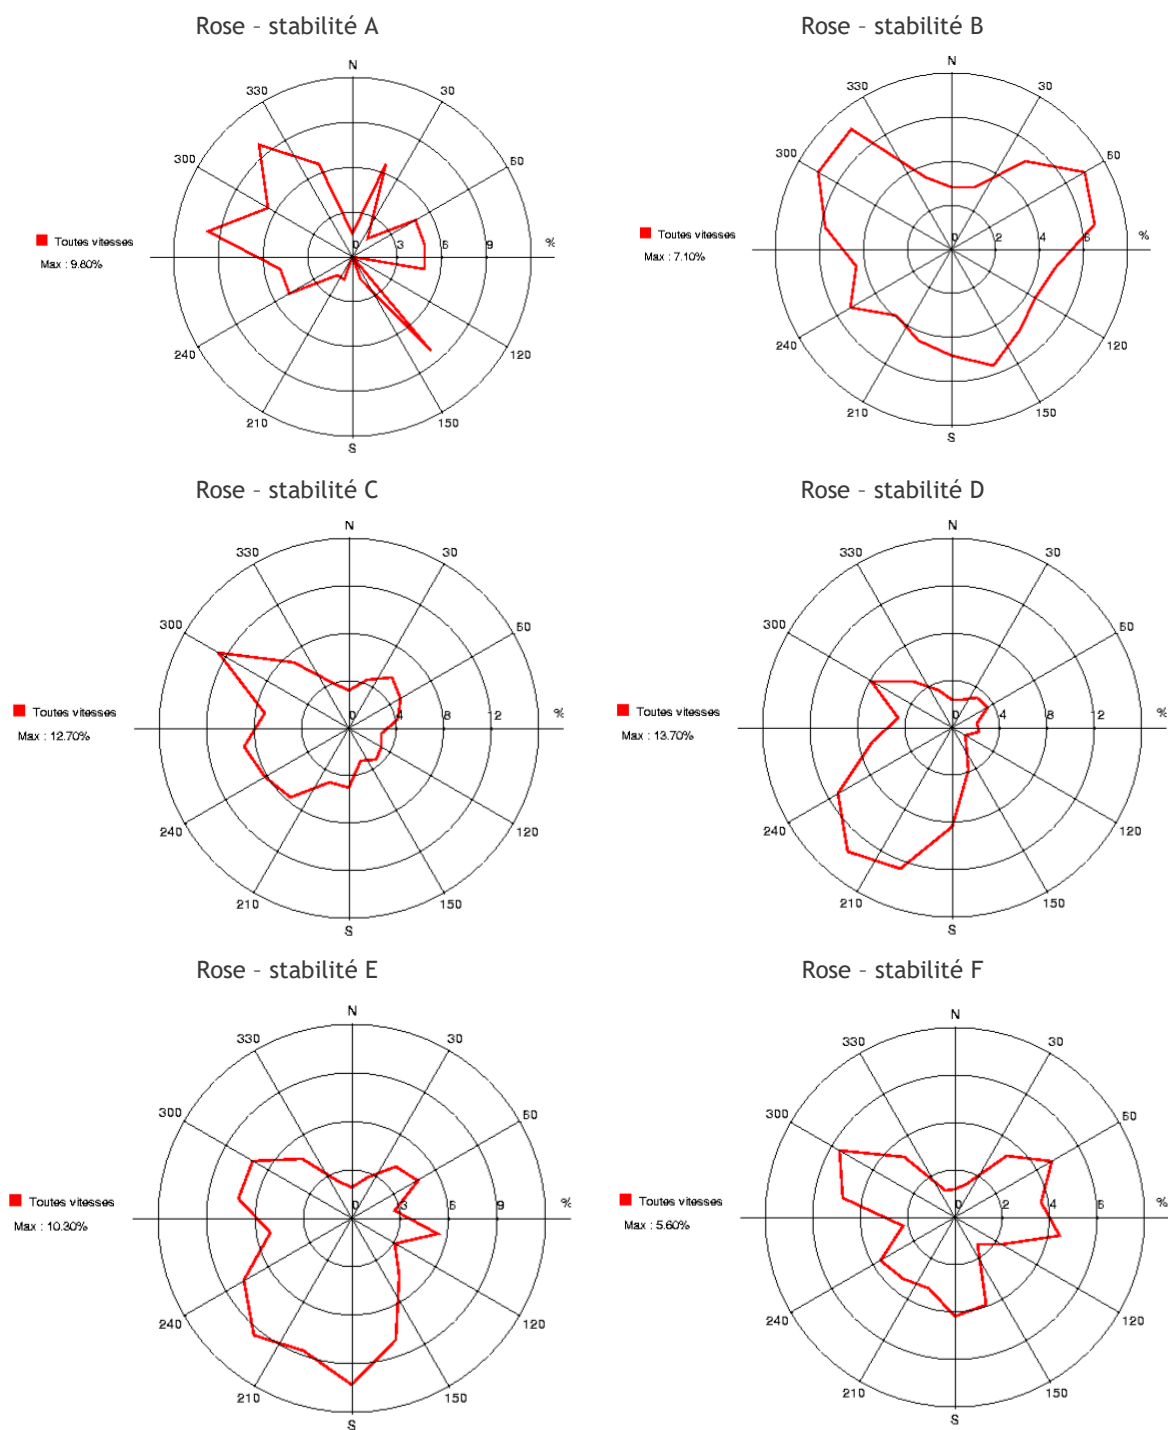 Rose – stabilité A
N
330 30
300 60
0 3 6 9 %
Toutes vitesses
Max : 9.80%
240 120
210 150
S
Rose – stabilité B
N
330 30
300 60
0 2 4 6 %
Toutes vitesses
Max : 7.10%
240 120
210 150
S
Rose – stabilité C
N
330 30
300 60
0 4 8 12 %
Toutes vitesses
Max : 12.70%
240 120
210 150
S
Rose – stabilité D
N
330 30
300 60
0 4 8 12 %
Toutes vitesses
Max : 13.70%
240 120
210 150
S
Rose – stabilité E
N
330 30
300 60
0 3 6 9 %
Toutes vitesses
Max : 10.30%
240 120
210 150
S
Rose – stabilité F
N
330 30
300 60
0 2 4 6 %
Toutes vitesses
Max : 5.60%
240 120
210 150
S